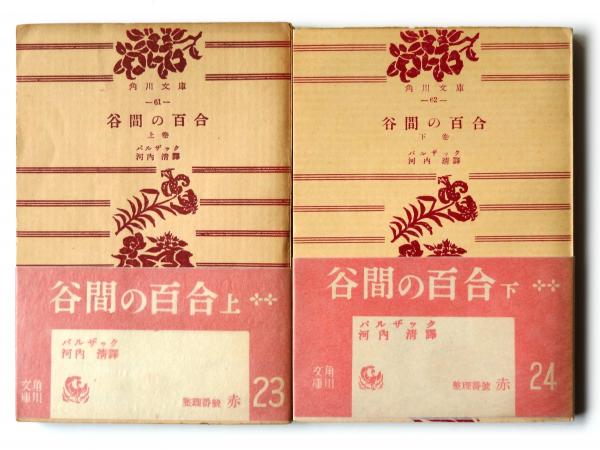 角川文庫
—61—
谷間の百合
上巻
バルザック
河内清譯
谷間の百合上
バルザック
河内清譯
角川文庫
整理番號 赤 23
角川文庫
—62—
谷間の百合
下巻
バルザック
河内清譯
谷間の百合下
バルザック
河内清譯
角川文庫
整理番號 赤 24